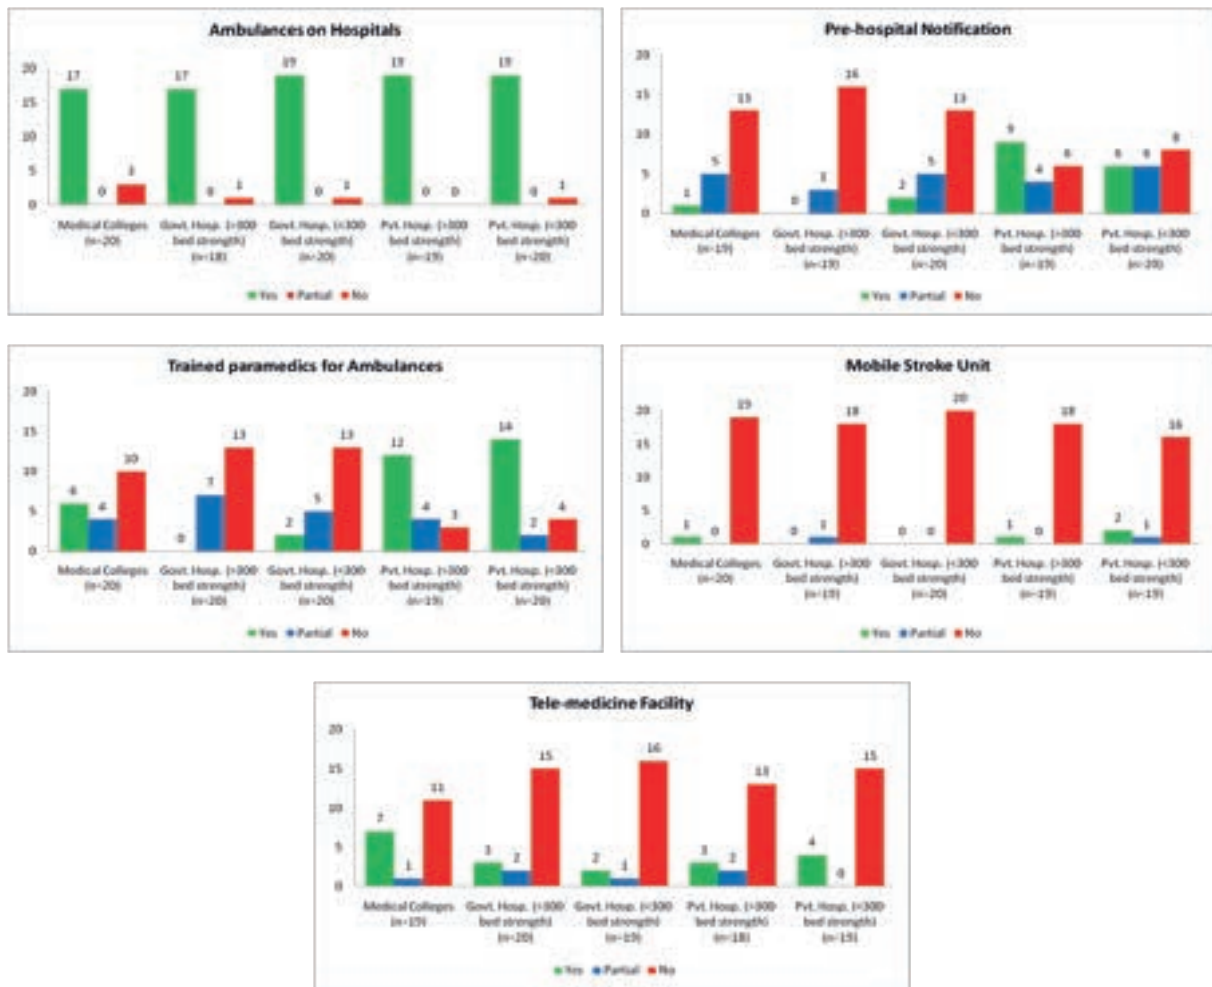 Ambulances on Hospitals
20
15
10
5
0
17 0 3 17 0 1 19 0 1 19 0 0 19 0 1
Medical Colleges Govt. Hosp. (>300 Govt. Hosp. (<300 Pvt. Hosp. (>300 Pvt. Hosp. (<300
(n=20) bed strength) bed strength) bed strength) bed strength)
(n=18) (n=20) (n=19) (n=20)
Yes Partial No
Pre-hospital Notification
20
15
10
5
0
1 5 13 0 3 16 2 5 13 9 4 6 6 6 8
Medical Colleges Govt. Hosp. (>300 Govt. Hosp. (<300 Pvt. Hosp. (>300 Pvt. Hosp. (<300
(n=19) bed strength) bed strength) bed strength) bed strength)
(n=19) (n=20) (n=19) (n=20)
Yes Partial No
Trained paramedics for Ambulances
20
15
10
5
0
6 4 10 0 7 13 2 5 13 12 4 3 14 2 4
Medical Colleges Govt. Hosp. (>300 Govt. Hosp. (<300 Pvt. Hosp. (>300 Pvt. Hosp. (<300
(n=20) bed strength) bed strength) bed strength) bed strength)
(n=20) (n=20) (n=19) (n=20)
Yes Partial No
Mobile Stroke Unit
20
15
10
5
0
1 0 19 0 1 18 0 0 20 1 0 18 2 1 16
Medical Colleges Govt. Hosp. (>300 Govt. Hosp. (<300 Pvt. Hosp. (>300 Pvt. Hosp. (<300
(n=20) bed strength) bed strength) bed strength) bed strength)
(n=19) (n=20) (n=19) (n=19)
Yes Partial No
Tele-medicine Facility
20
15
10
5
0
7 1 11 3 2 15 2 1 16 3 2 13 4 0 15
Medical Colleges Govt. Hosp. (>300 Govt. Hosp. (<300 Pvt. Hosp. (>300 Pvt. Hosp. (<300
(n=19) bed strength) bed strength) bed strength) bed strength)
(n=20) (n=19) (n=18) (n=19)
Yes Partial No